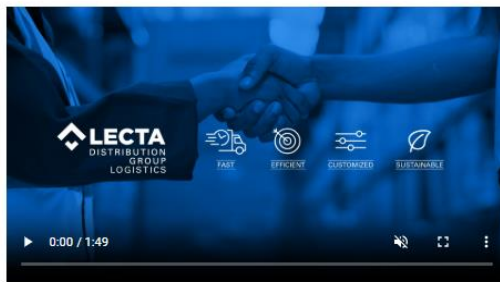 LECTA
DISTRIBUTION
GROUP
LOGISTICS
FAST
EFFICIENT
CUSTOMIZED
SUSTAINABLE
0:00 / 1:49